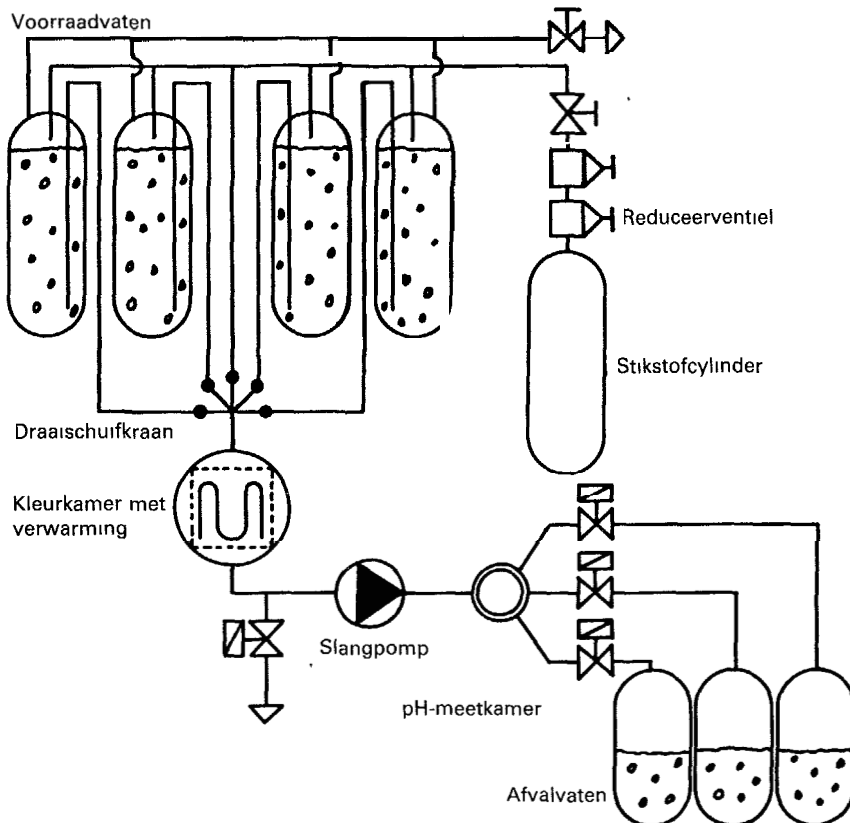 Voorraadvaten
Reduceerventiel
Stikstofcylinder
Draaischuifkraan
Kleurkamer met
verwarming
Slangpomp
pH-meetkamer
Afvalvaten